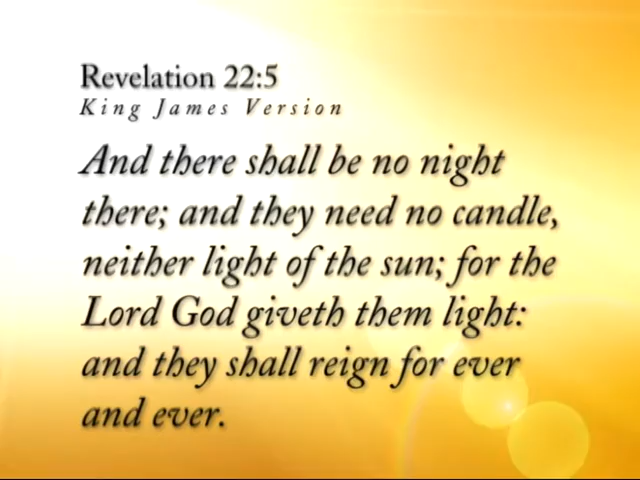 Revelation 22:5
King James Version
And there shall be no night
there; and they need no candle,
neither light of the sun; for the
Lord God giveth them light:
and they shall reign for ever
and ever.